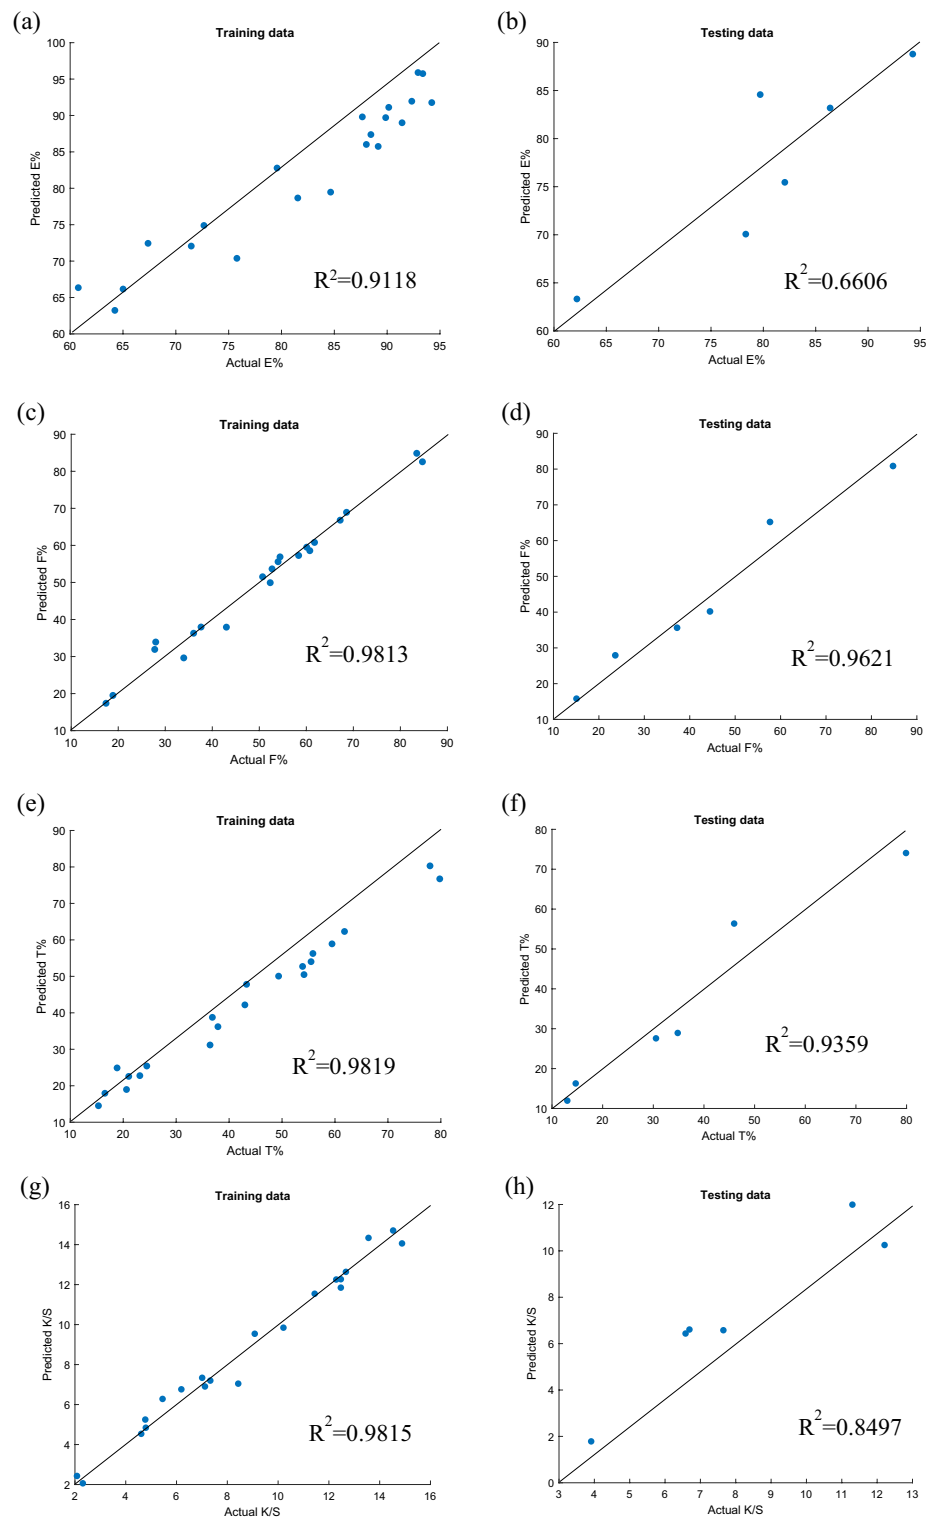 (a)
Training data
100
95
90
85
80
75
70
65
60
Predicted E%
R²=0.9118
60 65 70 75 80 85 90 95
Actual E%
(b)
Testing data
90
85
80
75
70
65
60
Predicted E%
R²=0.6606
60 65 70 75 80 85 90 95
Actual E%
(c)
Training data
90
80
70
60
50
40
30
20
10
Predicted F%
R²=0.9813
10 20 30 40 50 60 70 80 90
Actual F%
(d)
Testing data
90
80
70
60
50
40
30
20
10
Predicted F%
R²=0.9621
10 20 30 40 50 60 70 80 90
Actual F%
(e)
Training data
90
80
70
60
50
40
30
20
10
Predicted T%
R²=0.9819
10 20 30 40 50 60 70 80
Actual T%
(f)
Testing data
80
70
60
50
40
30
20
10
Predicted T%
R²=0.9359
10 20 30 40 50 60 70 80
Actual T%
(g)
Training data
16
14
12
10
8
6
4
2
Predicted K/S
R²=0.9815
2 4 6 8 10 12 14 16
Actual K/S
(h)
Testing data
12
10
8
6
4
2
0
Predicted K/S
R²=0.8497
3 4 5 6 7 8 9 10 11 12 13
Actual K/S